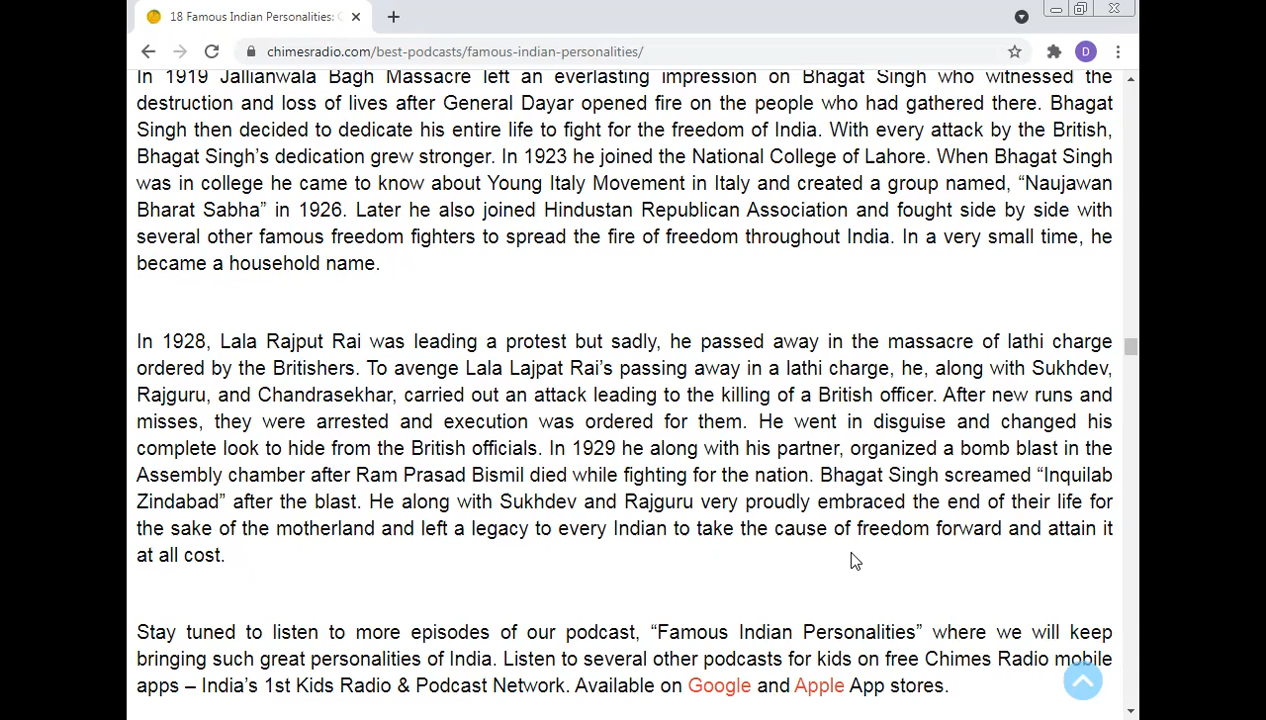 18 Famous Indian Personalities:
chimesradio.com/best-podcasts/famous-indian-personalities/
D
In 1919 Jallianwala Bagh Massacre left an everlasting impression on Bhagat Singh who witnessed the
destruction and loss of lives after General Dayar opened fire on the people who had gathered there. Bhagat
Singh then decided to dedicate his entire life to fight for the freedom of India. With every attack by the British,
Bhagat Singh’s dedication grew stronger. In 1923 he joined the National College of Lahore. When Bhagat Singh
was in college he came to know about Young Italy Movement in Italy and created a group named, “Naujawan
Bharat Sabha” in 1926. Later he also joined Hindustan Republican Association and fought side by side with
several other famous freedom fighters to spread the fire of freedom throughout India. In a very small time, he
became a household name.
In 1928, Lala Rajput Rai was leading a protest but sadly, he passed away in the massacre of lathi charge
ordered by the Britishers. To avenge Lala Lajpat Rai’s passing away in a lathi charge, he, along with Sukhdev,
Rajguru, and Chandrasekhar, carried out an attack leading to the killing of a British officer. After new runs and
misses, they were arrested and execution was ordered for them. He went in disguise and changed his
complete look to hide from the British officials. In 1929 he along with his partner, organized a bomb blast in the
Assembly chamber after Ram Prasad Bismil died while fighting for the nation. Bhagat Singh screamed “Inquilab
Zindabad” after the blast. He along with Sukhdev and Rajguru very proudly embraced the end of their life for
the sake of the motherland and left a legacy to every Indian to take the cause of freedom forward and attain it
at all cost.
Stay tuned to listen to more episodes of our podcast, “Famous Indian Personalities” where we will keep
bringing such great personalities of India. Listen to several other podcasts for kids on free Chimes Radio mobile
apps – India’s 1st Kids Radio & Podcast Network. Available on Google and Apple App stores.